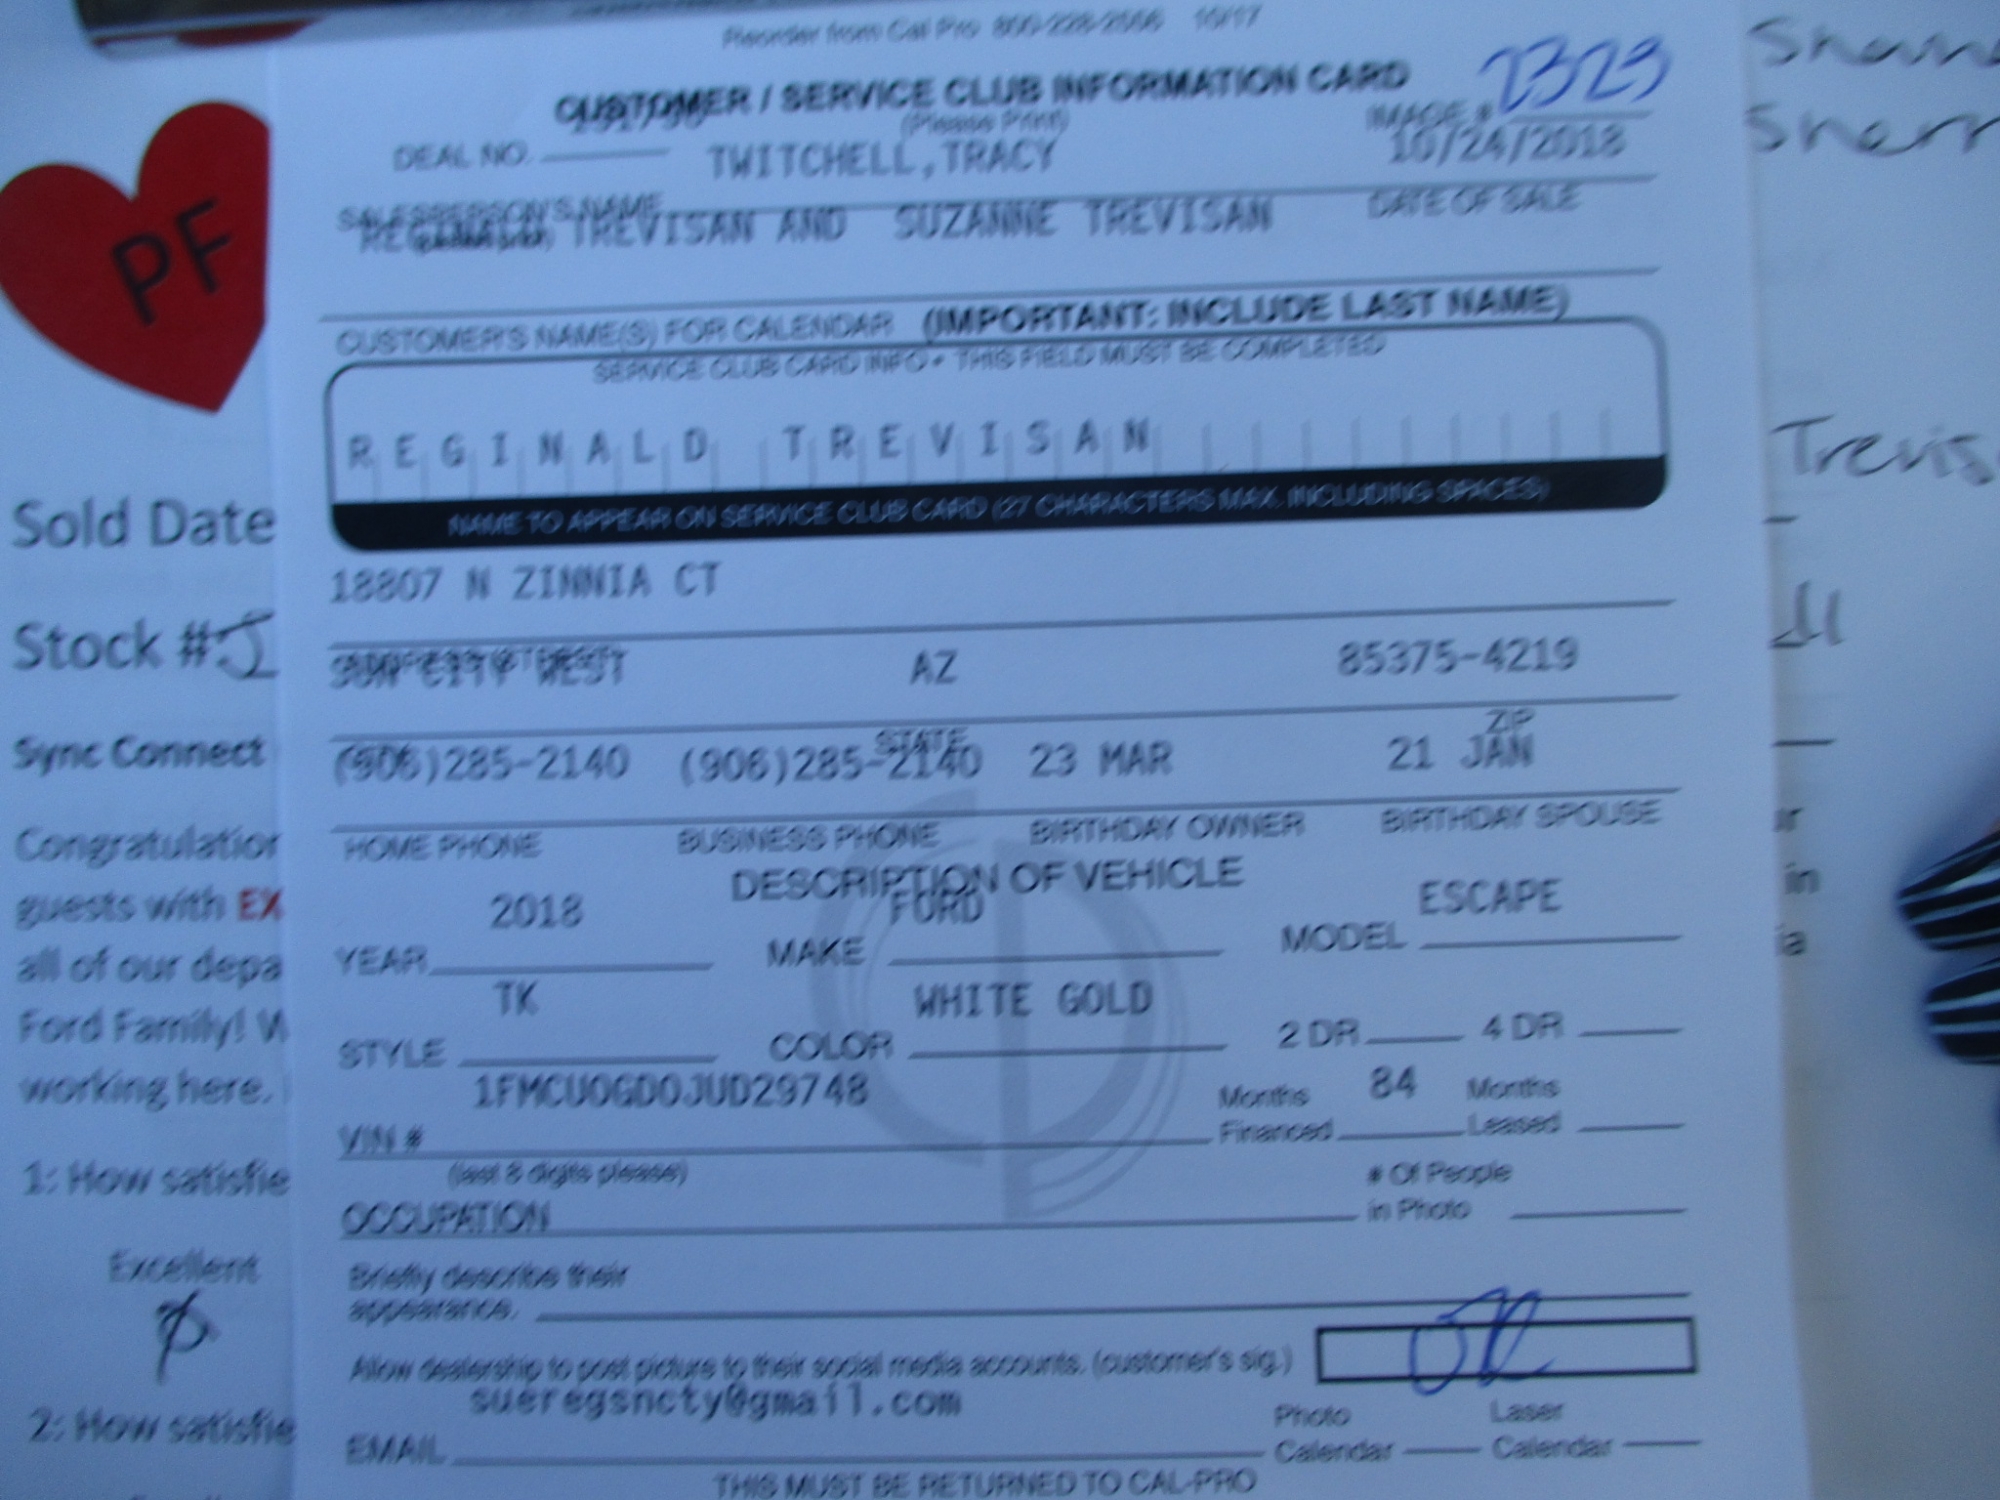 Reorder from Cal Pro 800-228-2006 10/17
CUSTOMER / SERVICE CLUB INFORMATION CARD
(Please Print)
IMAGE # 2323
DEAL NO.
TWITCHELL,TRACY
10/24/2018
SALESPERSON'S NAME
DATE OF SALE
REGINALD TREVISAN AND SUZANNE TREVISAN
CUSTOMER'S NAME(S) FOR CALENDAR (IMPORTANT: INCLUDE LAST NAME)
SERVICE CLUB CARD INFO • THIS FIELD MUST BE COMPLETED
REGINALD TREVISAN
NAME TO APPEAR ON SERVICE CLUB CARD (27 CHARACTERS MAX. INCLUDING SPACES)
18807 N ZINNIA CT
SUN CITY WEST AZ 85375-4219
STATE ZIP
(906)285-2140 (906)285-2140 23 MAR 21 JAN
HOME PHONE BUSINESS PHONE BIRTHDAY OWNER BIRTHDAY SPOUSE
DESCRIPTION OF VEHICLE
2018 FORD ESCAPE
YEAR MAKE MODEL
TK WHITE GOLD
STYLE COLOR 2 DR. 4 DR
1FMCU0GD0JUD29748
VIN #
Months Financed 84 Months Leased
(last 8 digits please)
OCCUPATION
# Of People in Photo
Briefly describe their
appearance.
Allow dealership to post picture to their social media accounts. (customer's sig.)
sueregsncty@gmail.com
EMAIL
Photo Calendar Laser Calendar
THIS MUST BE RETURNED TO CAL-PRO
PF
Sold Date
Stock # J
Sync Connect
Congratulation
guests with EX
all of our depa
Ford Family! W
working here.
1: How satisfie
Excellent
2: How satisfie
Trevis
in